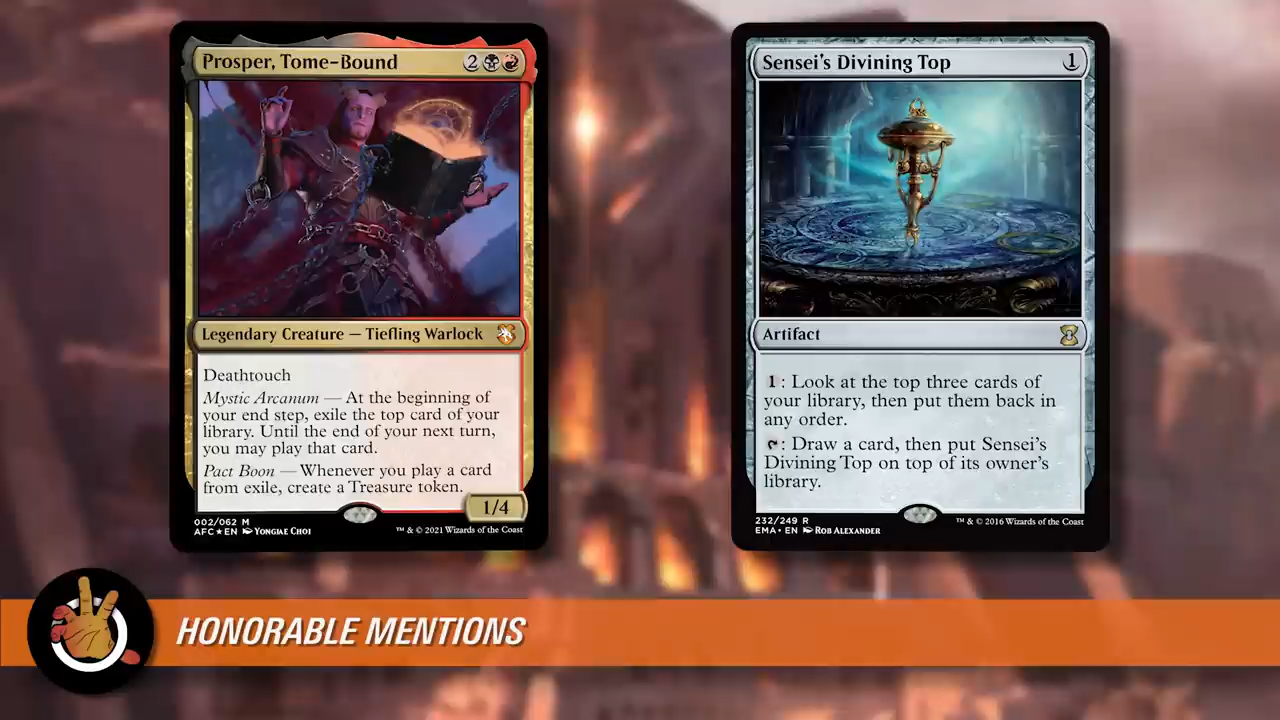 Prosper, Tome-Bound 2
Legendary Creature — Tiefling Warlock
Deathtouch
Mystic Arcanum — At the beginning of
your end step, exile the top card of your
library. Until the end of your next turn,
you may play that card.
Pact Boon — Whenever you play a card
from exile, create a Treasure token.
1/4
002/062 M
AFC★EN Yongjae Choi
™ & © 2021 Wizards of the Coast
Sensei's Divining Top 1
Artifact
1: Look at the top three cards of
your library, then put them back in
any order.
: Draw a card, then put Sensei's
Divining Top on top of its owner's
library.
232/249 R
EMA • EN Rob Alexander
™ & © 2016 Wizards of the Coast
HONORABLE MENTIONS